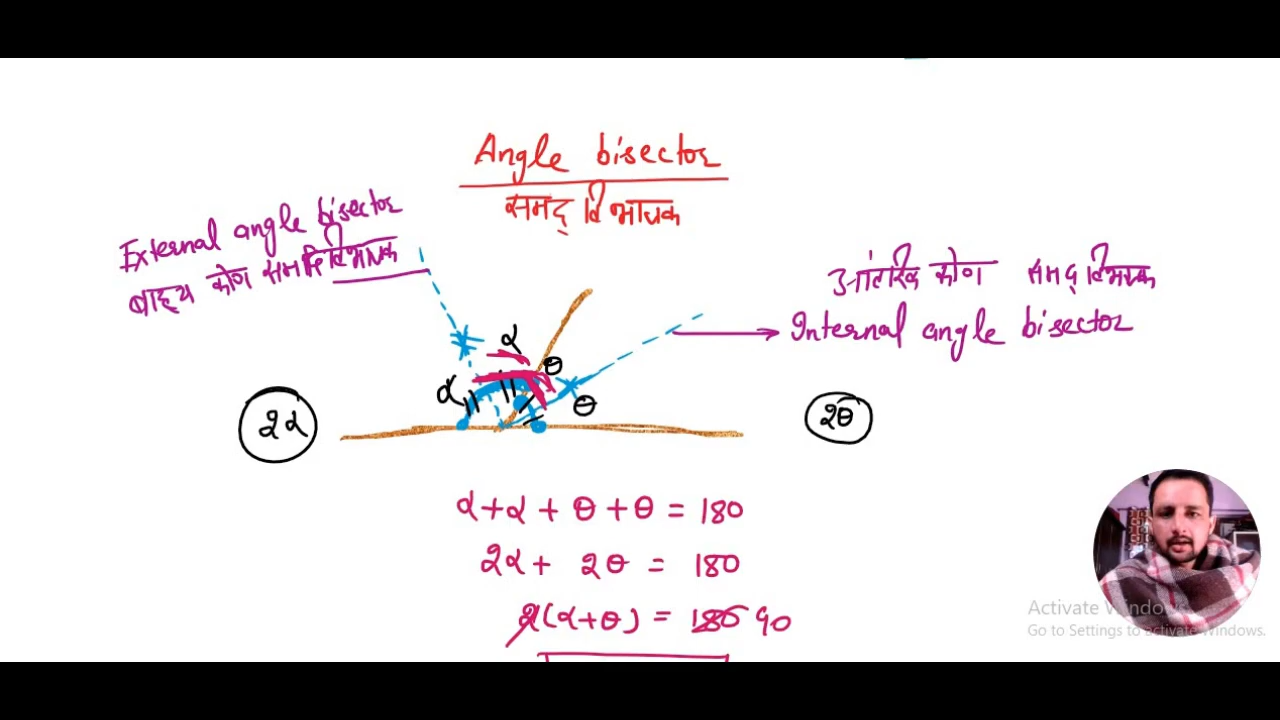 Angle bisector
समद्विभाजक
External angle bisector
बाह्य कोण समद्विभाजक
आंतरिक कोण समद्विभाजक
Internal angle bisector
α
θ
α
θ
2α
2θ
α+α+θ+θ = 180
2α+ 2θ = 180
2(α+θ) = 180 90
Activate Windows
Go to Settings to activate Windows.